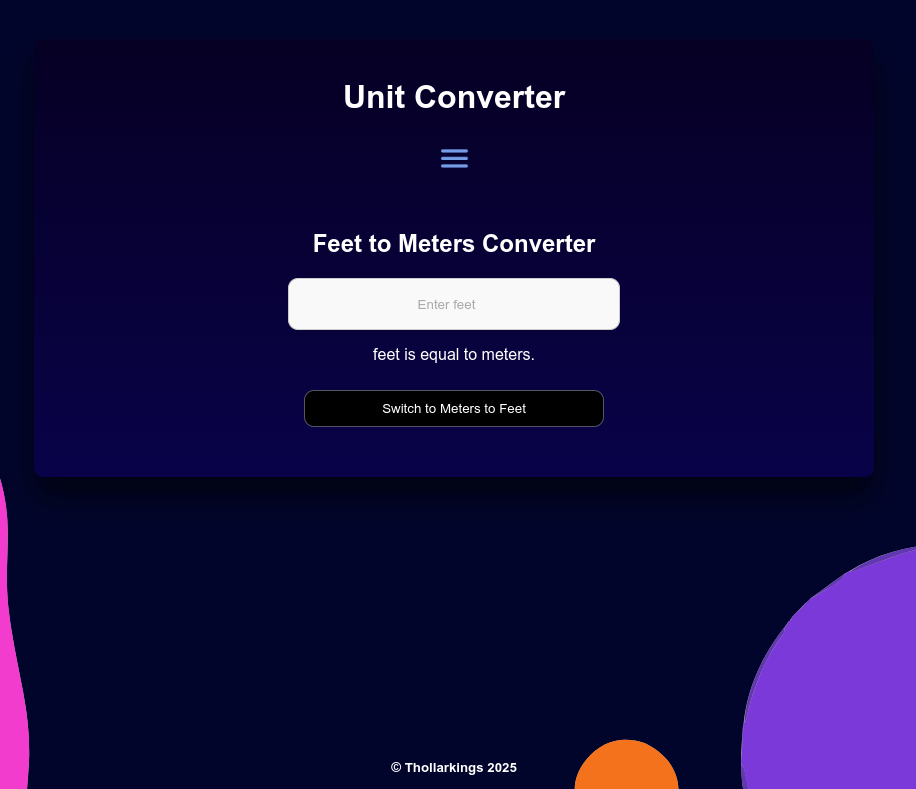 Unit Converter
Feet to Meters Converter
Enter feet
feet is equal to meters.
Switch to Meters to Feet
© Thollarkings 2025